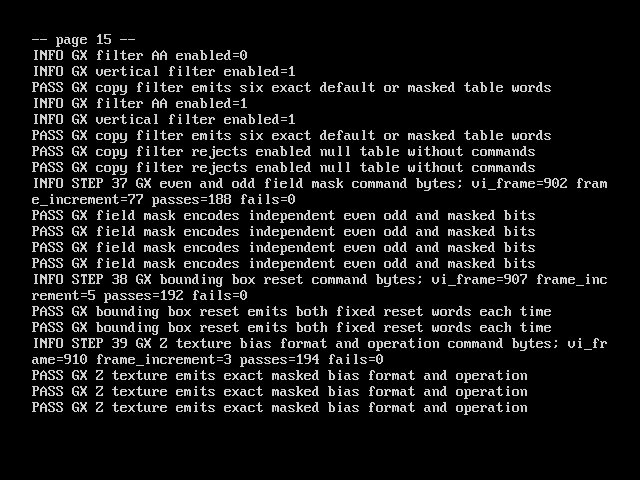 -- page 15 --
INFO GX filter AA enabled=0
INFO GX vertical filter enabled=1
PASS GX copy filter emits six exact default or masked table words
INFO GX filter AA enabled=1
INFO GX vertical filter enabled=1
PASS GX copy filter emits six exact default or masked table words
PASS GX copy filter rejects enabled null table without commands
PASS GX copy filter rejects enabled null table without commands
INFO STEP 37 GX even and odd field mask command bytes; vi_frame=902 fram
e_increment=77 passes=188 fails=0
PASS GX field mask encodes independent even odd and masked bits
PASS GX field mask encodes independent even odd and masked bits
PASS GX field mask encodes independent even odd and masked bits
PASS GX field mask encodes independent even odd and masked bits
INFO STEP 38 GX bounding box reset command bytes; vi_frame=907 frame_inc
rement=5 passes=192 fails=0
PASS GX bounding box reset emits both fixed reset words each time
PASS GX bounding box reset emits both fixed reset words each time
INFO STEP 39 GX Z texture bias format and operation command bytes; vi_fr
ame=910 frame_increment=3 passes=194 fails=0
PASS GX Z texture emits exact masked bias format and operation
PASS GX Z texture emits exact masked bias format and operation
PASS GX Z texture emits exact masked bias format and operation